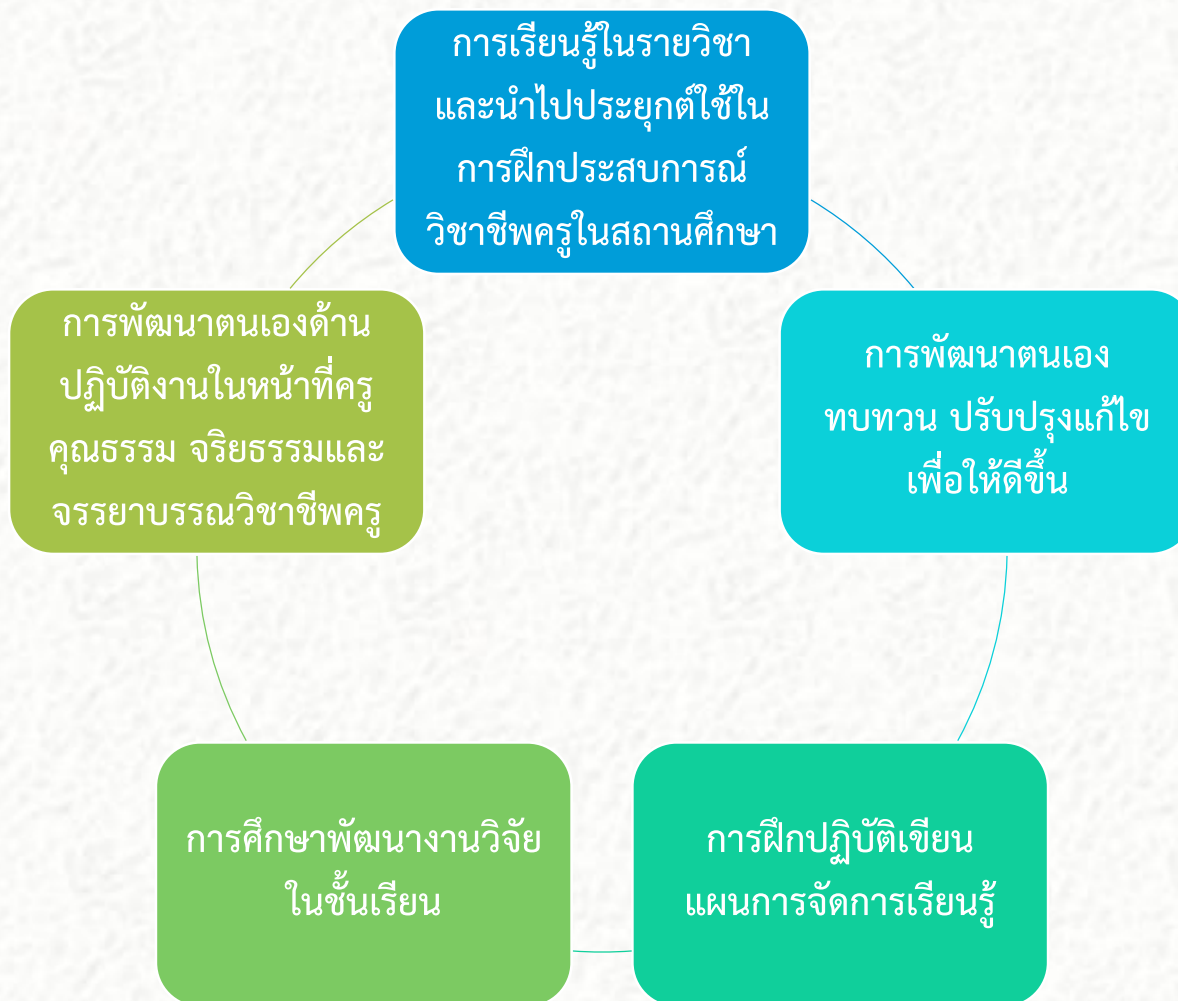 การเรียนรู้ในรายวิชา
และนำไปประยุกต์ใช้ใน
การฝึกประสบการณ์
วิชาชีพครูในสถานศึกษา
การพัฒนาตนเอง
ทบทวน ปรับปรุงแก้ไข
เพื่อให้ดีขึ้น
การฝึกปฏิบัติเขียน
แผนการจัดการเรียนรู้
การศึกษาพัฒนางานวิจัย
ในชั้นเรียน
การพัฒนาตนเองด้าน
ปฏิบัติงานในหน้าที่ครู
คุณธรรม จริยธรรมและ
จรรยาบรรณวิชาชีพครู